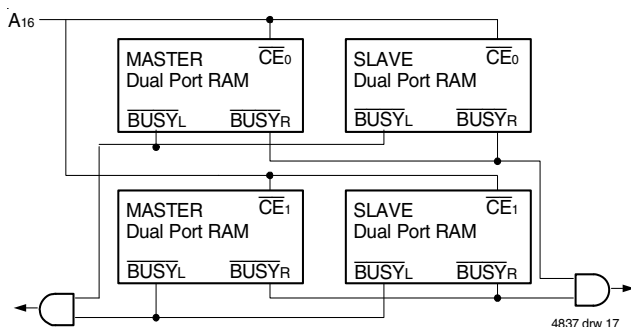 A16
MASTER CE0
Dual Port RAM
BUSYL BUSYR
SLAVE CE0
Dual Port RAM
BUSYL BUSYR
MASTER CE1
Dual Port RAM
BUSYL BUSYR
SLAVE CE1
Dual Port RAM
BUSYL BUSYR
4837 drw 17